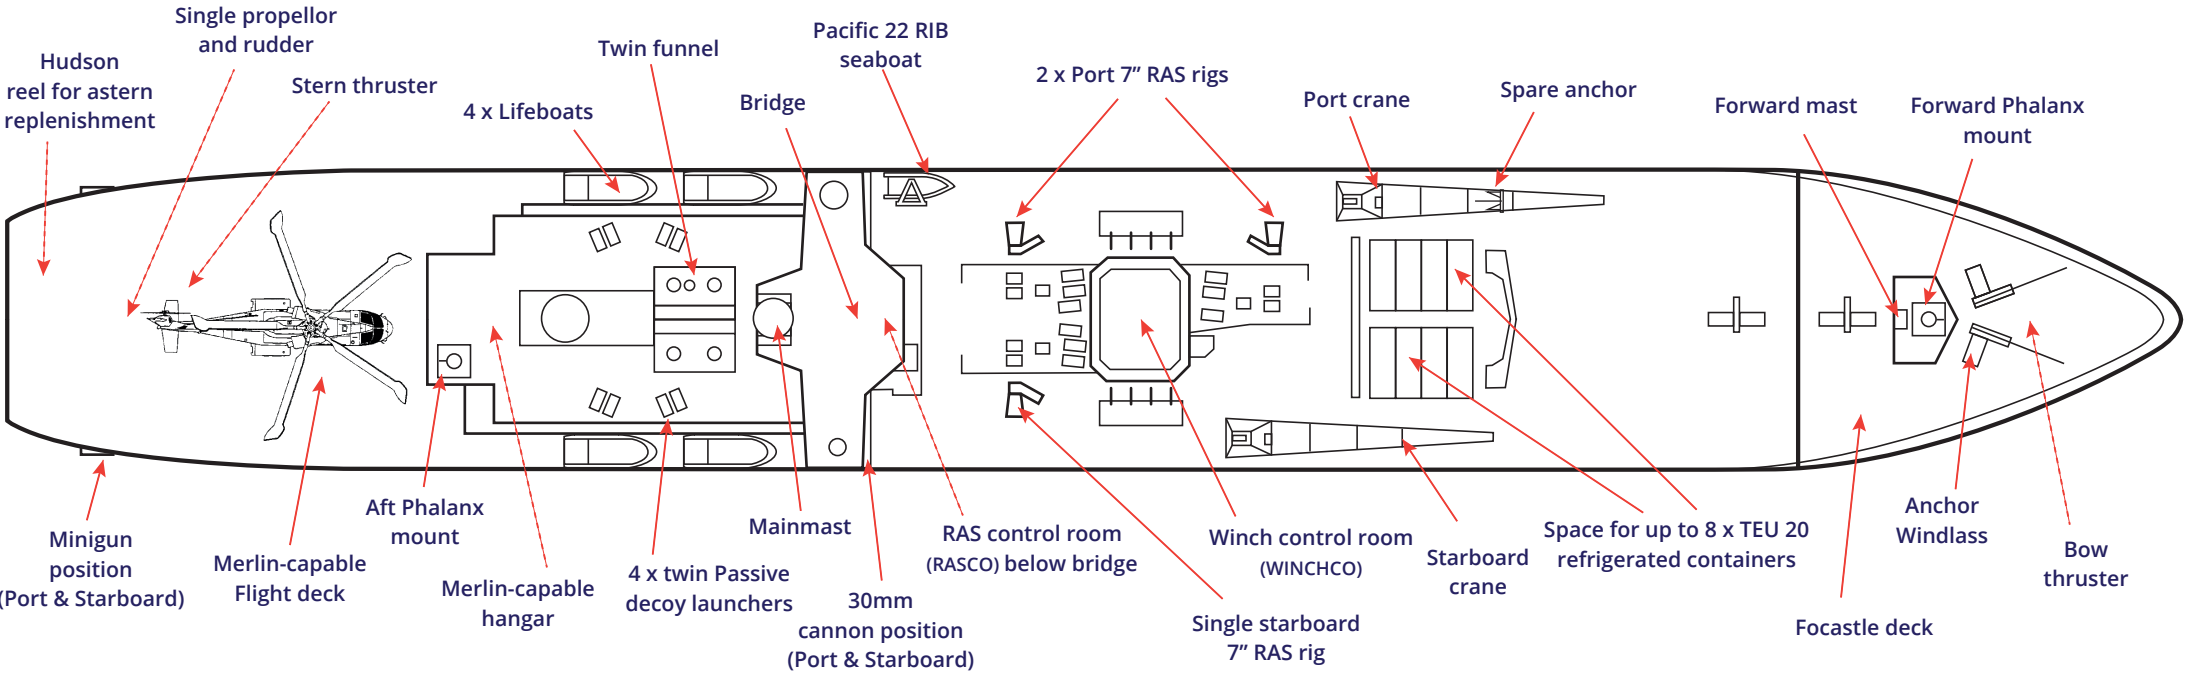 Single propellor
and rudder
Hudson
reel for astern
replenishment
Stern thruster
4 x Lifeboats
Twin funnel
Bridge
Pacific 22 RIB
seaboat
2 x Port 7” RAS rigs
Port crane
Spare anchor
Forward mast
Forward Phalanx
mount
Minigun
position
(Port & Starboard)
Merlin-capable
Flight deck
Aft Phalanx
mount
Merlin-capable
hangar
4 x twin Passive
decoy launchers
Mainmast
30mm
cannon position
(Port & Starboard)
RAS control room
(RASCO) below bridge
Single starboard
7” RAS rig
Winch control room
(WINCHCO)
Starboard
crane
Space for up to 8 x TEU 20
refrigerated containers
Focastle deck
Anchor
Windlass
Bow
thruster